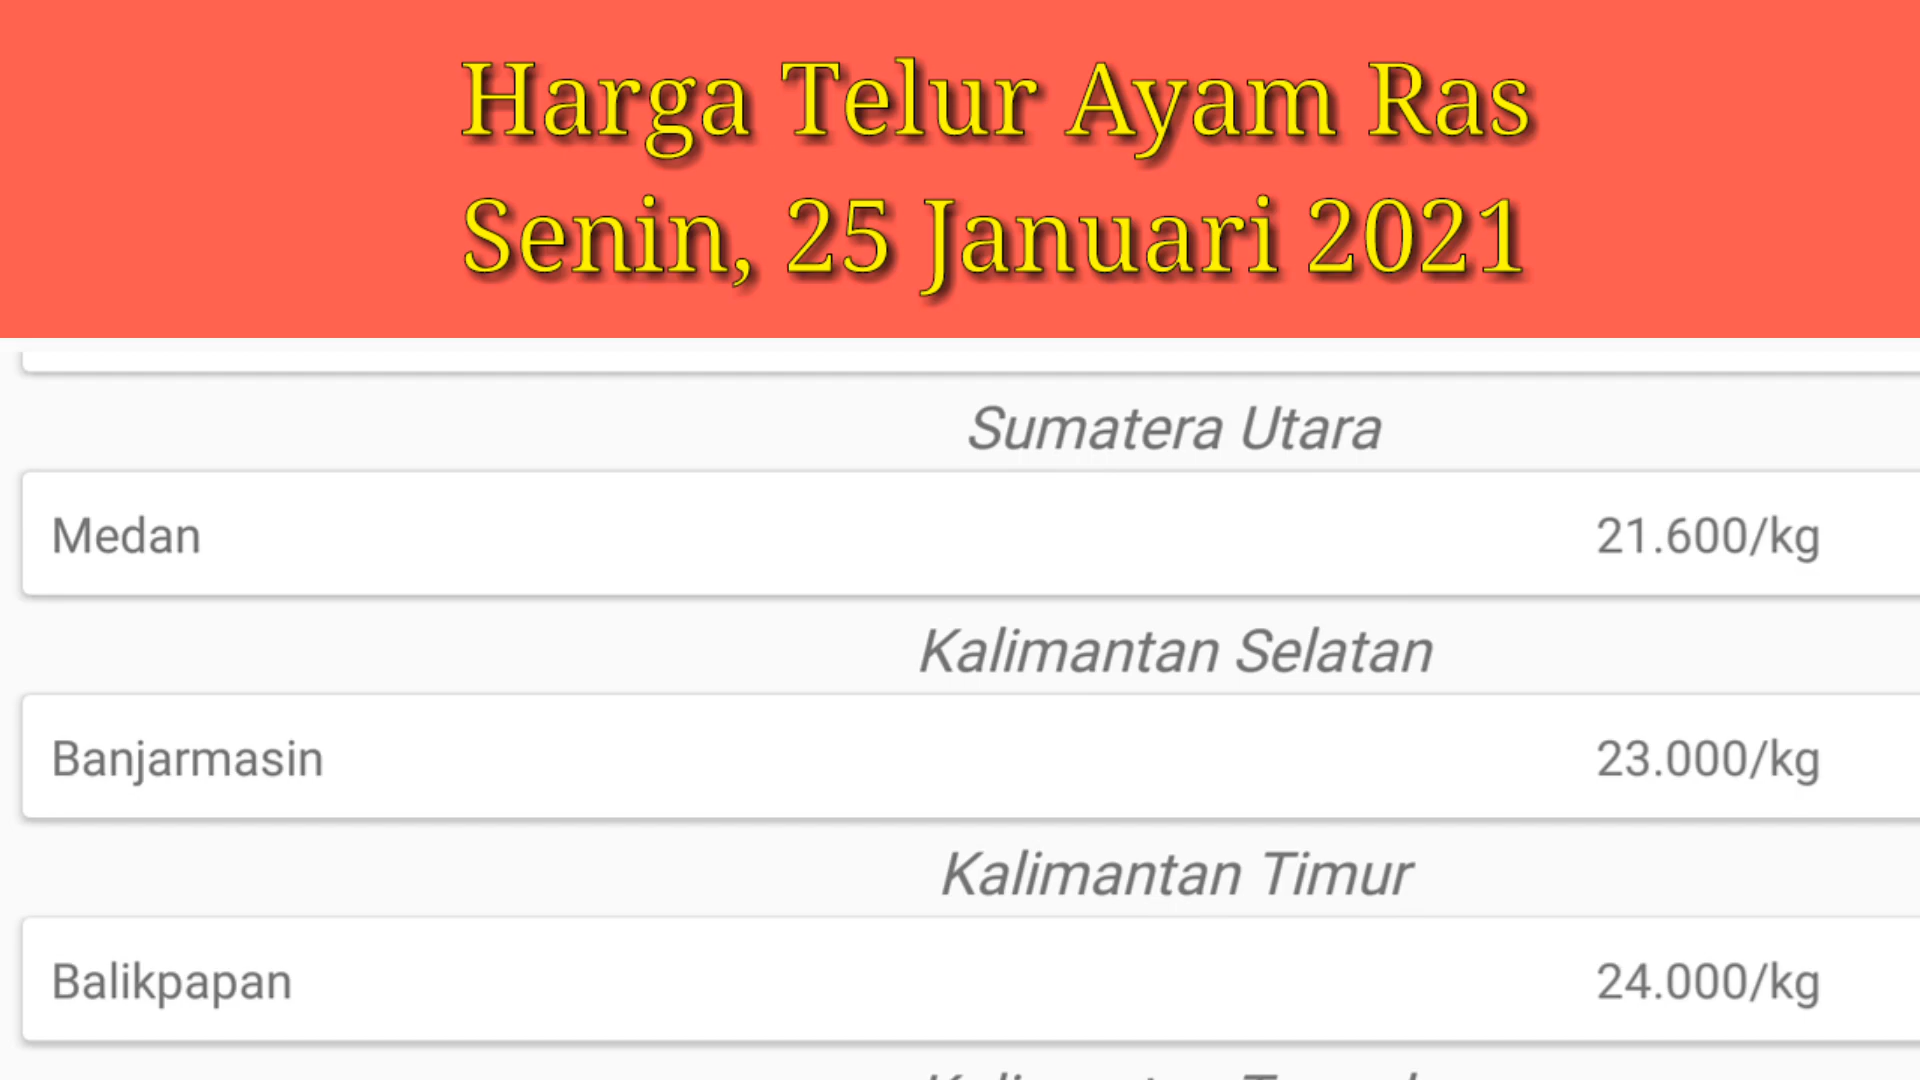 Harga Telur Ayam Ras
Senin, 25 Januari 2021
Sumatera Utara
Medan 21.600/kg
Kalimantan Selatan
Banjarmasin 23.000/kg
Kalimantan Timur
Balikpapan 24.000/kg